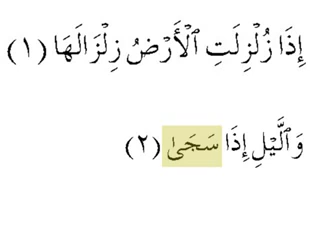 إِذَا زُلْزِلَتِ ٱلْأَرْضُ زِلْزَالَهَا (١)
وَٱلَّيْلِ إِذَا سَجَىٰ (٢)